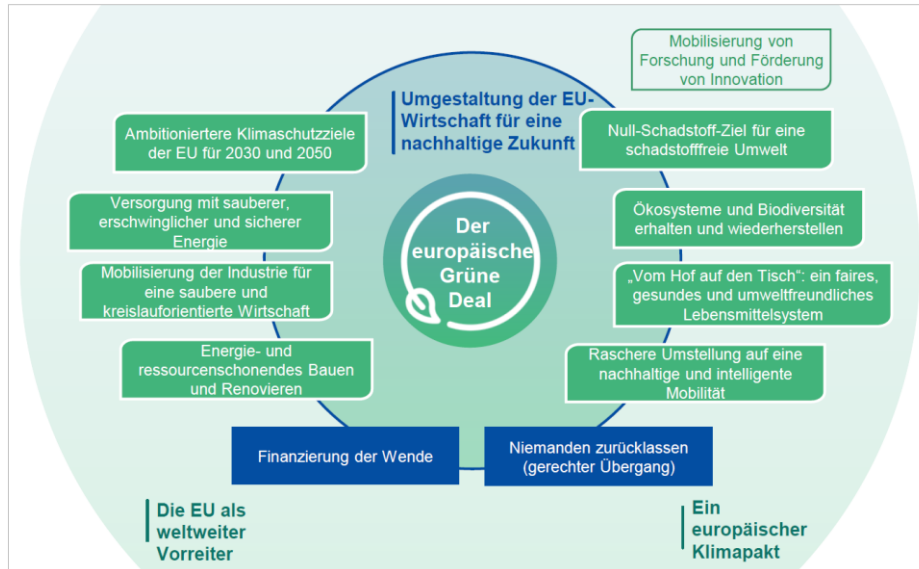 Mobilisierung von
Forschung und Förderung
von Innovation
Umgestaltung der EU-
Wirtschaft für eine
nachhaltige Zukunft
Ambitioniertere Klimaschutzziele
der EU für 2030 und 2050
Null-Schadstoff-Ziel für eine
schadstofffreie Umwelt
Versorgung mit sauberer,
erschwinglicher und sicherer
Energie
Ökosysteme und Biodiversität
erhalten und wiederherstellen
Der
europäische
Grüne
Deal
Mobilisierung der Industrie für
eine saubere und
kreislauforientierte Wirtschaft
„Vom Hof auf den Tisch“: ein faires,
gesundes und umweltfreundliches
Lebensmittelsystem
Energie- und
ressourcenschonendes Bauen
und Renovieren
Raschere Umstellung auf eine
nachhaltige und intelligente
Mobilität
Finanzierung der Wende
Niemanden zurücklassen
(gerechter Übergang)
Die EU als
weltweiter
Vorreiter
Ein
europäischer
Klimapakt